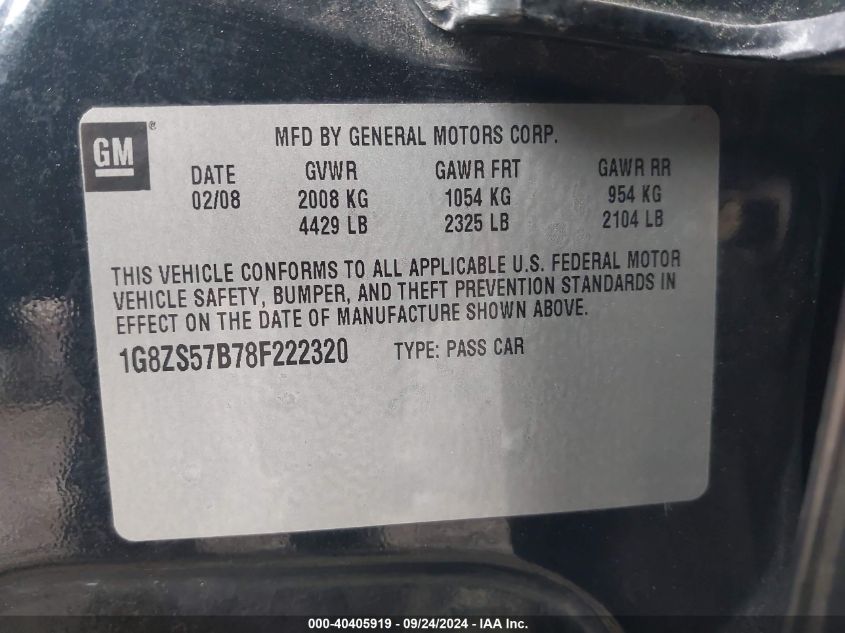 GM®
MFD BY GENERAL MOTORS CORP.
DATE GVWR GAWR FRT GAWR RR
02/08 2008 KG 1054 KG 954 KG
4429 LB 2325 LB 2104 LB
THIS VEHICLE CONFORMS TO ALL APPLICABLE U.S. FEDERAL MOTOR
VEHICLE SAFETY, BUMPER, AND THEFT PREVENTION STANDARDS IN
EFFECT ON THE DATE OF MANUFACTURE SHOWN ABOVE.
1G8ZS57B78F222320 TYPE: PASS CAR
000-40405919 - 09/24/2024 - IAA Inc.